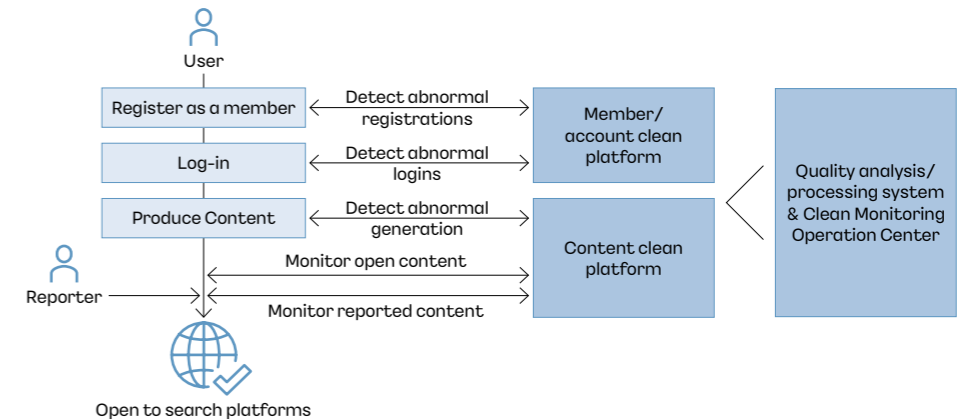 User
Register as a member
Detect abnormal
registrations
Member/
account clean
platform
Log-in
Detect abnormal
logins
Quality analysis/
processing system
& Clean Monitoring
Operation Center
Produce Content
Detect abnormal
generation
Content clean
platform
Monitor open content
Reporter
Monitor reported content
Open to search platforms